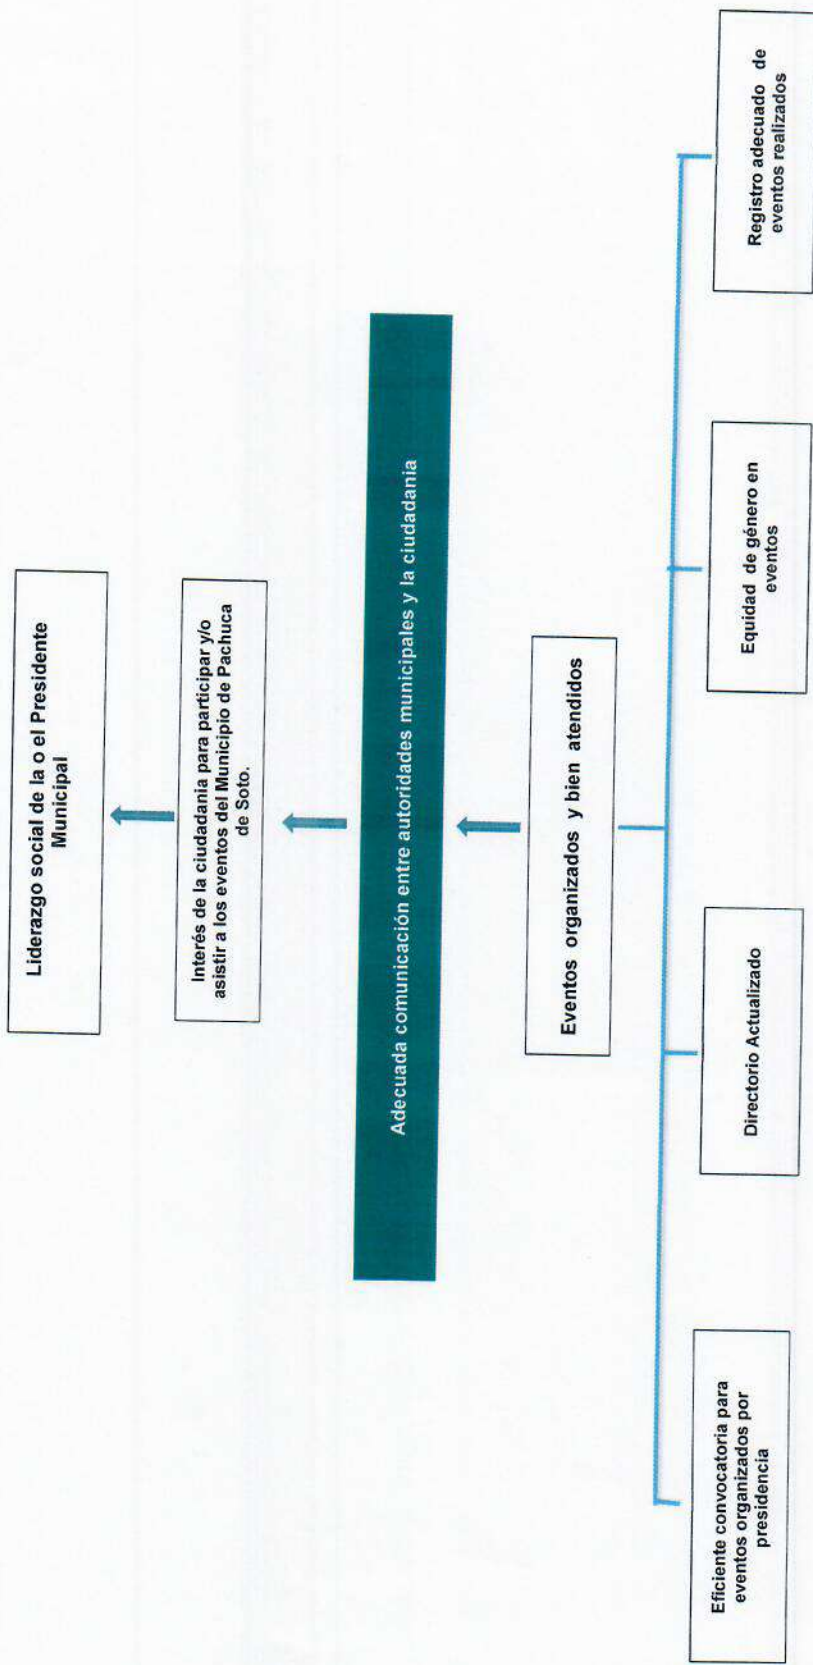 Liderazgo social de la o el Presidente
Municipal
Interés de la ciudadania para participar y/o
asistir a los eventos del Municipio de Pachuca
de Soto.
Adecuada comunicación entre autoridades municipales y la ciudadania
Eventos organizados y bien atendidos
Eficiente convocatoria para
eventos organizados por
presidencia
Directorio Actualizado
Equidad de género en
eventos
Registro adecuado de
eventos realizados